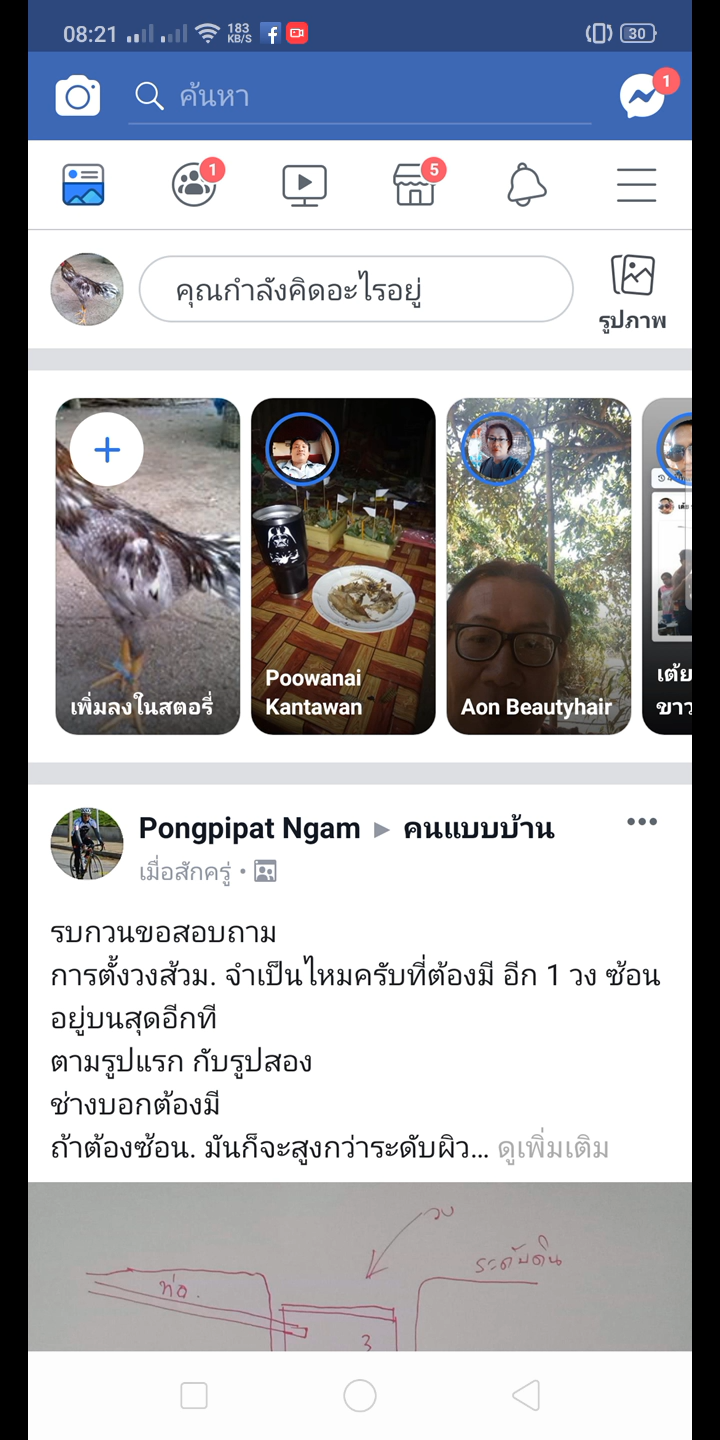 08:21
183
KB/S
30
ค้นหา
1
1
5
คุณกำลังคิดอะไรอยู่
รูปภาพ
เพิ่มลงในสตอรี่
Poowanai
Kantawan
Aon Beautyhair
เต้ย
ขาว
Pongpipat Ngam ▸ คนแบบบ้าน
เมื่อสักครู่ •
รบกวนขอสอบถาม
การตั้งวงส้วม. จำเป็นไหมครับที่ต้องมี อีก 1 วง ซ้อน
อยู่บนสุดอีกที
ตามรูปแรก กับรูปสอง
ช่างบอกต้องมี
ถ้าต้องซ้อน. มันก็จะสูงกว่าระดับผิว... ดูเพิ่มเติม
วง
ระดับดิน
ท่อ.
3